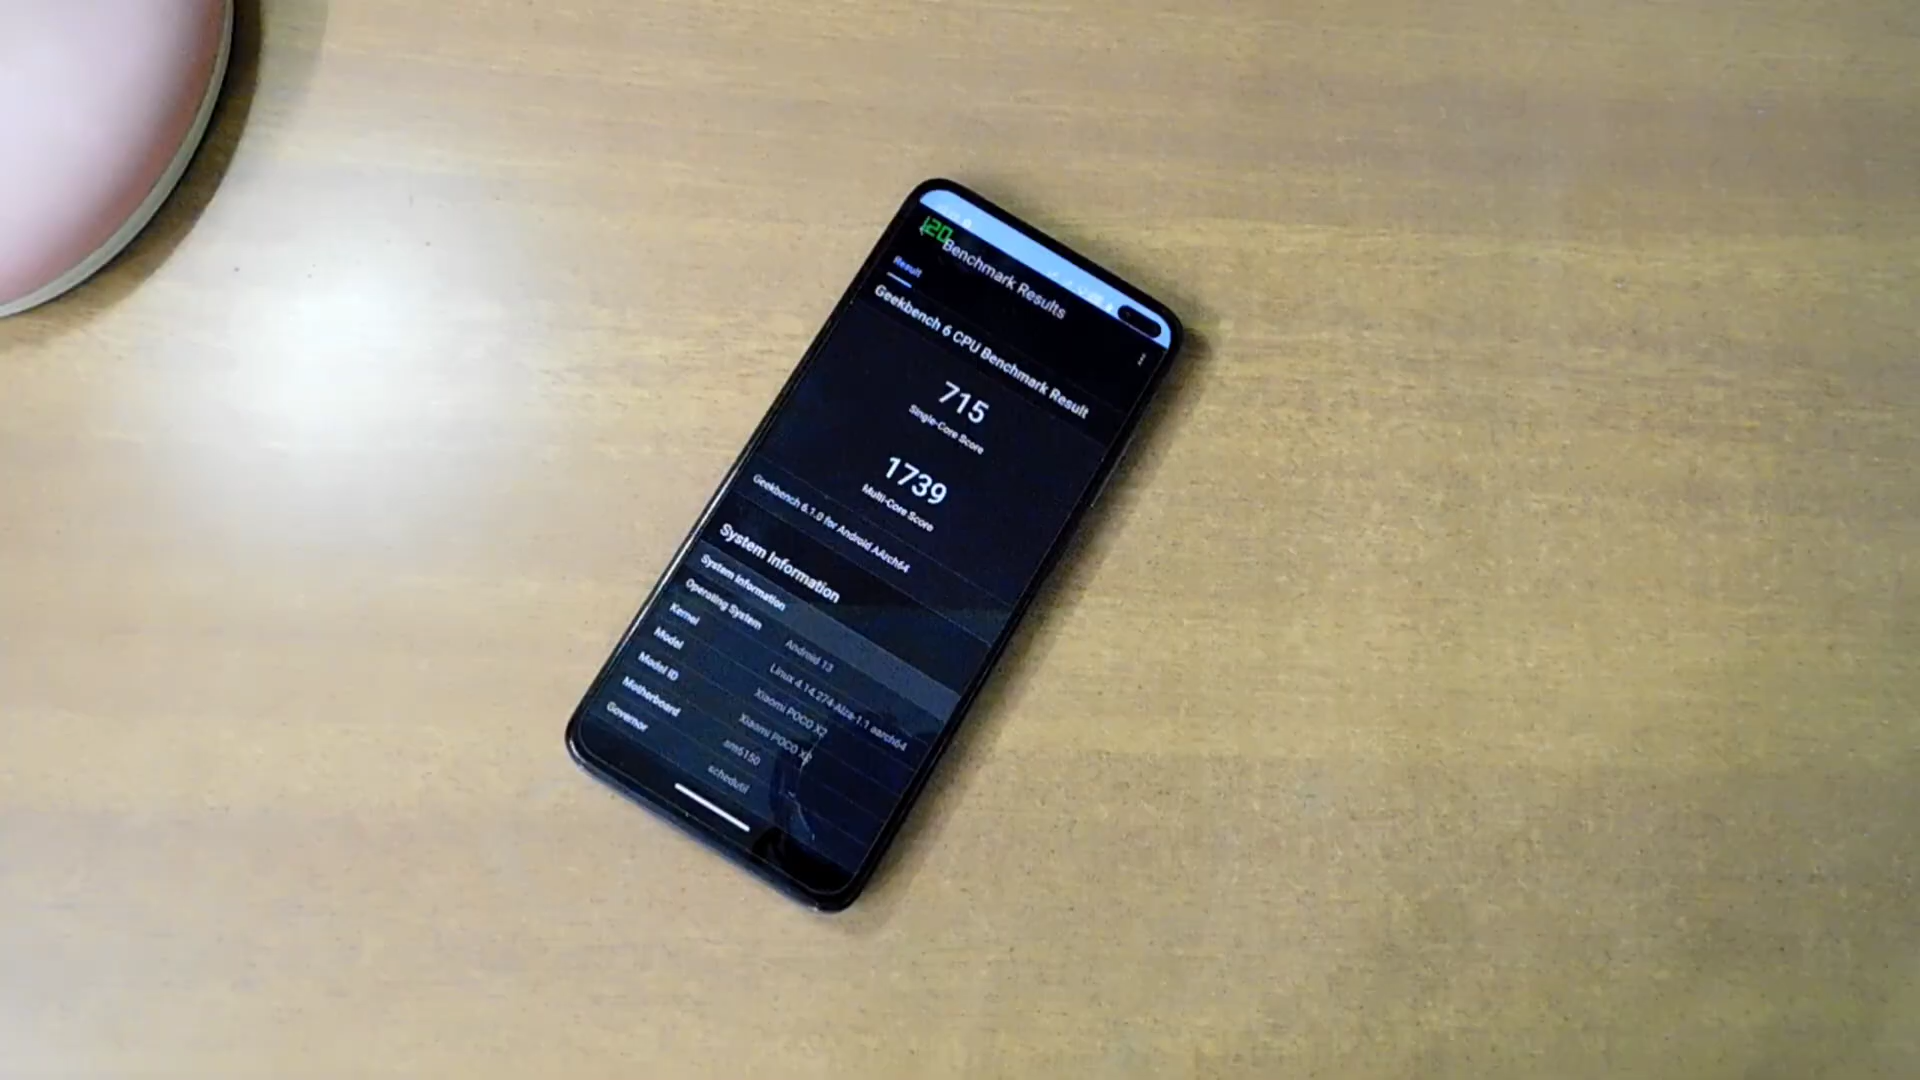 120
Benchmark Results
Result
Geekbench 6 CPU Benchmark Result
715
Single-Core Score
1739
Multi-Core Score
Geekbench 6.1.0 for Android AArch64
System Information
System Information
Operating System Android 13
Kernel Linux 4.14.274-Alza-1.1 aarch64
Model Xiaomi POCO X2
Model ID Xiaomi POCO X2
Motherboard sm6150
Governor schedutil